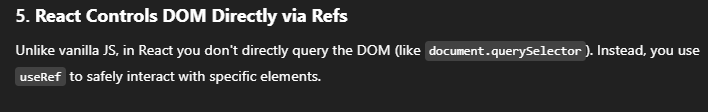 5. React Controls DOM Directly via Refs
Unlike vanilla JS, in React you don't directly query the DOM (like document.querySelector). Instead, you use
useRef to safely interact with specific elements.